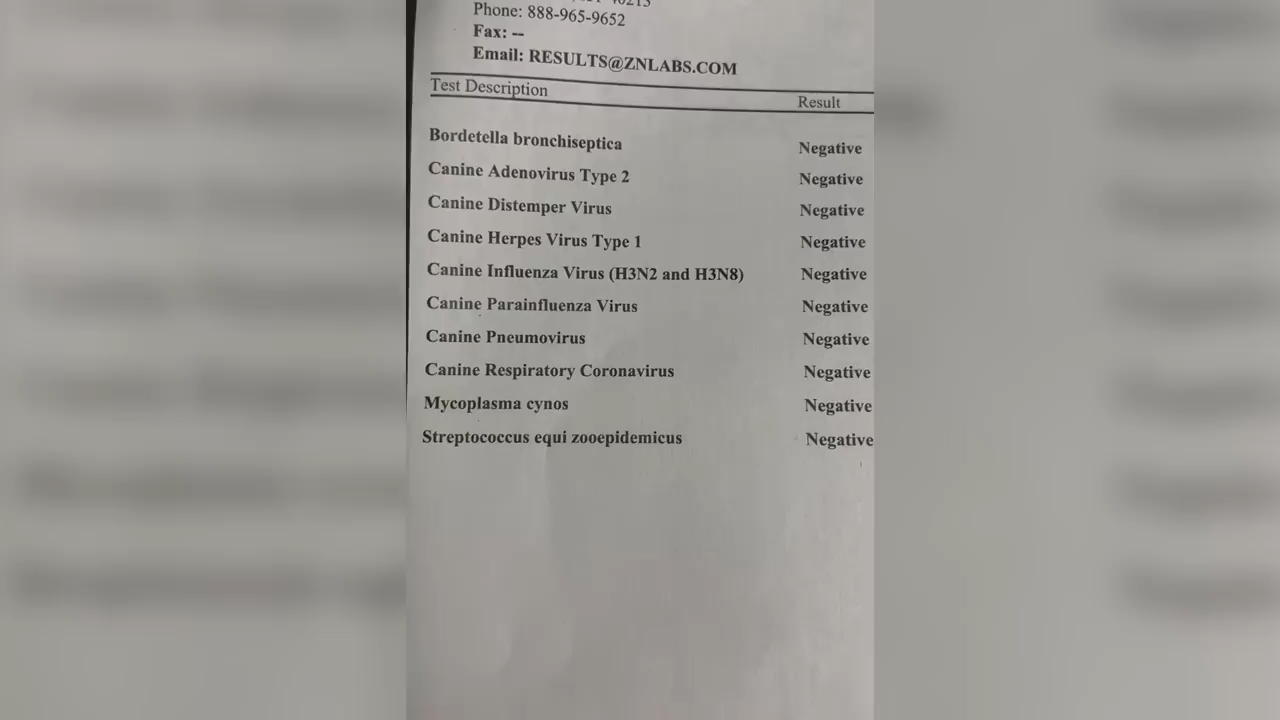 Phone: 888-965-9652
Fax: --
Email: RESULTS@ZNLABS.COM
Test Description Result
Bordetella bronchiseptica Negative
Canine Adenovirus Type 2 Negative
Canine Distemper Virus Negative
Canine Herpes Virus Type 1 Negative
Canine Influenza Virus (H3N2 and H3N8) Negative
Canine Parainfluenza Virus Negative
Canine Pneumovirus Negative
Canine Respiratory Coronavirus Negative
Mycoplasma cynos Negative
Streptococcus equi zooepidemicus Negative